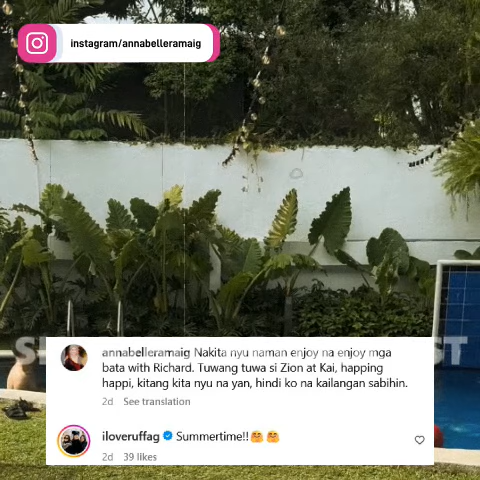 instagram/annabelleramaig
annabelleramaig Nakita nyu naman enjoy na enjoy mga
bata with Richard. Tuwang tuwa si Zion at Kai, happing
happi, kitang kita nyu na yan, hindi ko na kailangan sabihin.
2d See translation
iloveruffag Summertime!!🤗🤗
2d 39 likes